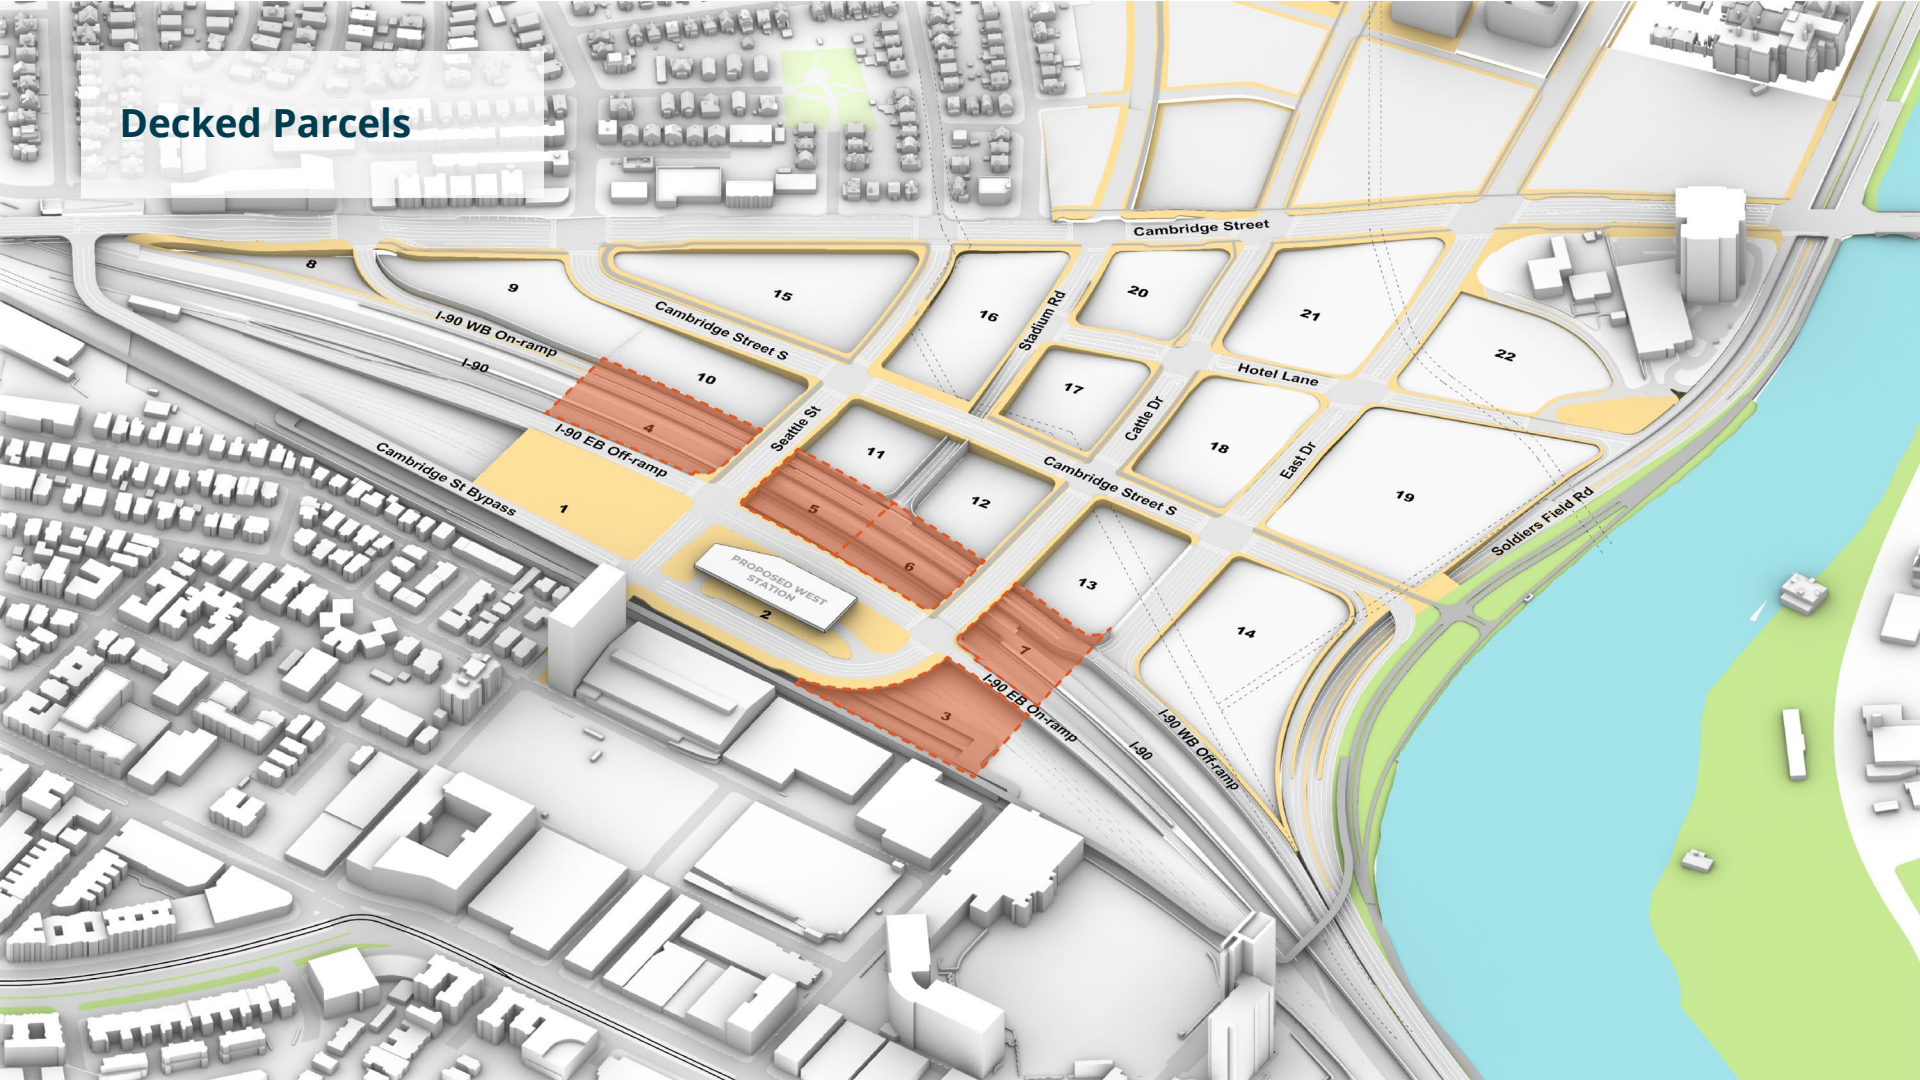 Decked Parcels
Cambridge Street
8
9
15
16
20
21
22
I-90 WB On-ramp
Cambridge Street S
Stadium Rd
Hotel Lane
I-90
10
17
Cattle Dr
18
East Dr
19
4
Seattle St
11
12
I-90 EB Off-ramp
Cambridge St Bypass
1
5
6
Cambridge Street S
Soldiers Field Rd
PROPOSED WEST
STATION
2
13
14
7
3
I-90 EB On-ramp
I-90
I-90 WB Off-ramp